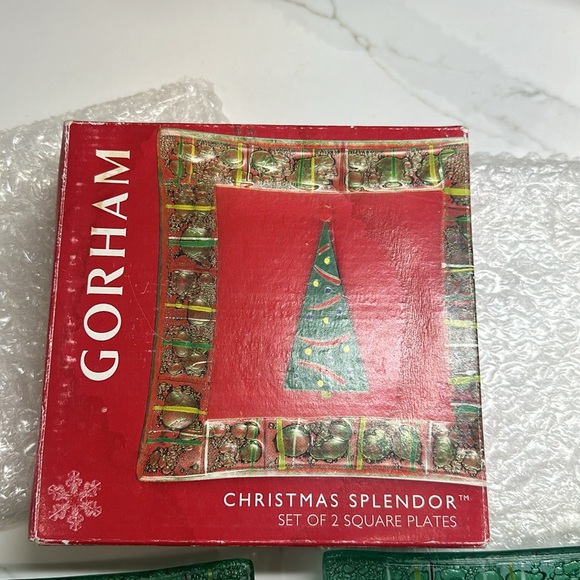 GORHAM
CHRISTMAS SPLENDOR™
SET OF 2 SQUARE PLATES